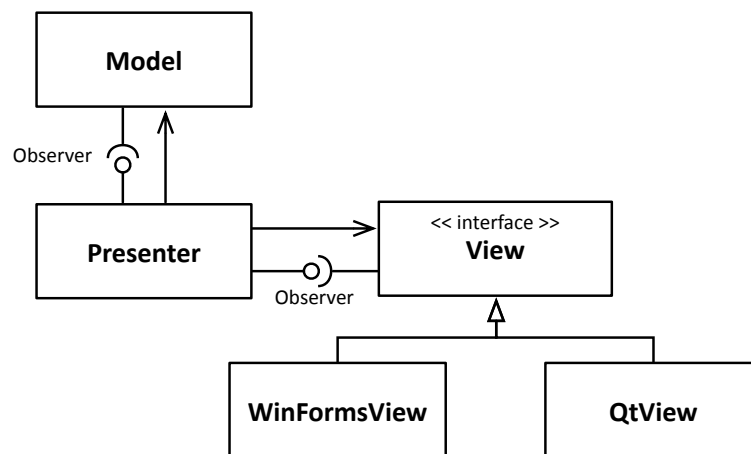 Model
Observer
Presenter
<< interface >>
View
Observer
WinFormsView
QtView